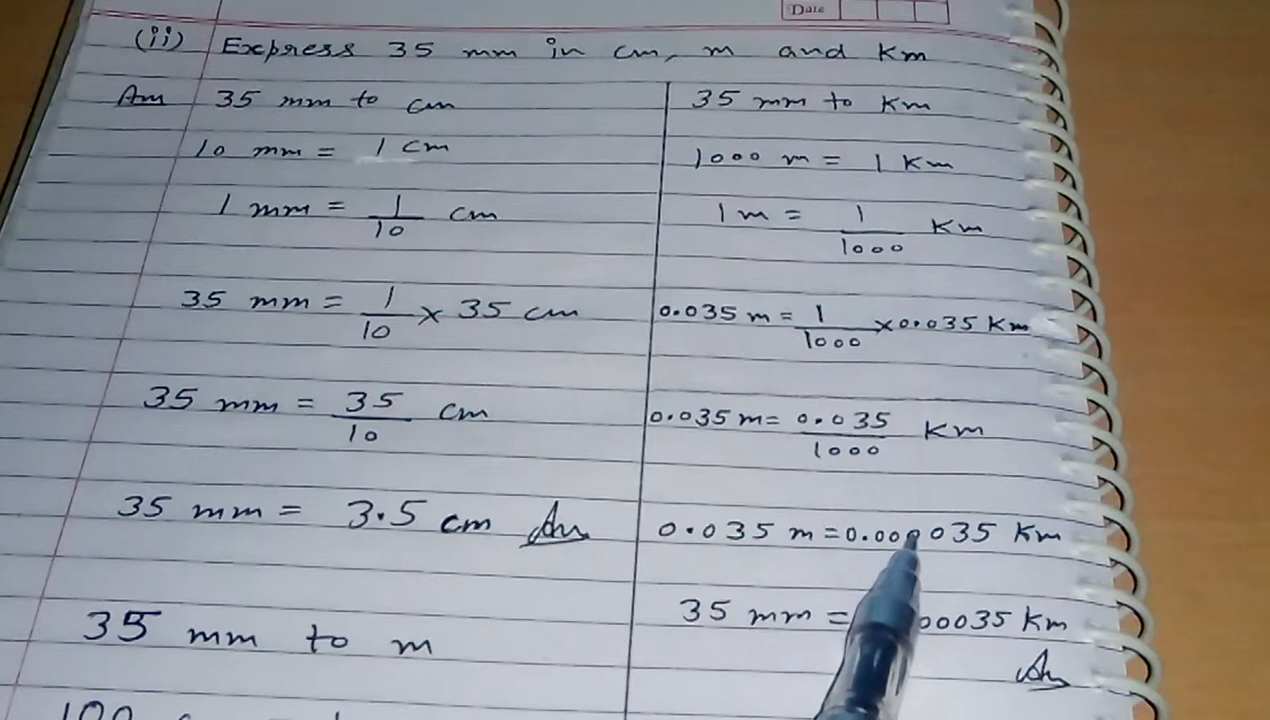 Date
(ii) Express 35 mm in cm, m and Km
Ans 35 mm to cm
10 mm = 1 cm
1 mm = 1/10 cm
35 mm = 1/10 × 35 cm
35 mm = 35/10 cm
35 mm = 3.5 cm Ans
35 mm to m
100
35 mm to Km
1000 m = 1 Km
1 m = 1/1000 Km
0.035 m = 1/1000 ×0.035 Km
0.035 m = 0.035/1000 Km
0.035 m = 0.000035 Km
35 mm = 00035 Km
Ans